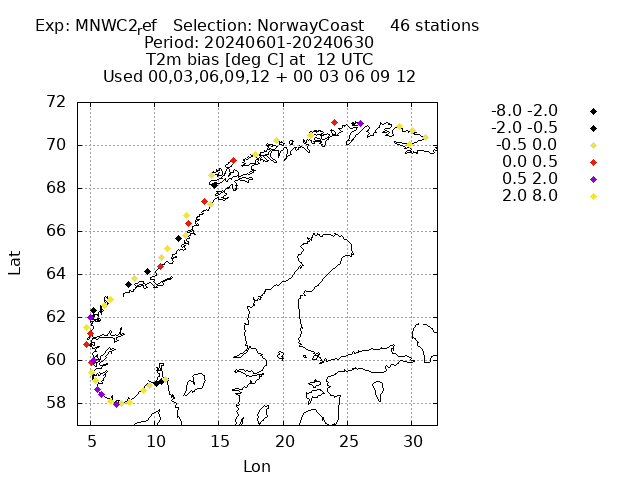 Exp: MNWC2ref Selection: NorwayCoast 46 stations
Period: 20240601-20240630
T2m bias [deg C] at 12 UTC
Used 00,03,06,09,12 + 00 03 06 09 12
72
70
68
66
64
62
60
58
5 10 15 20 25 30
Lat
Lon
-8.0 -2.0
-2.0 -0.5
-0.5 0.0
0.0 0.5
0.5 2.0
2.0 8.0